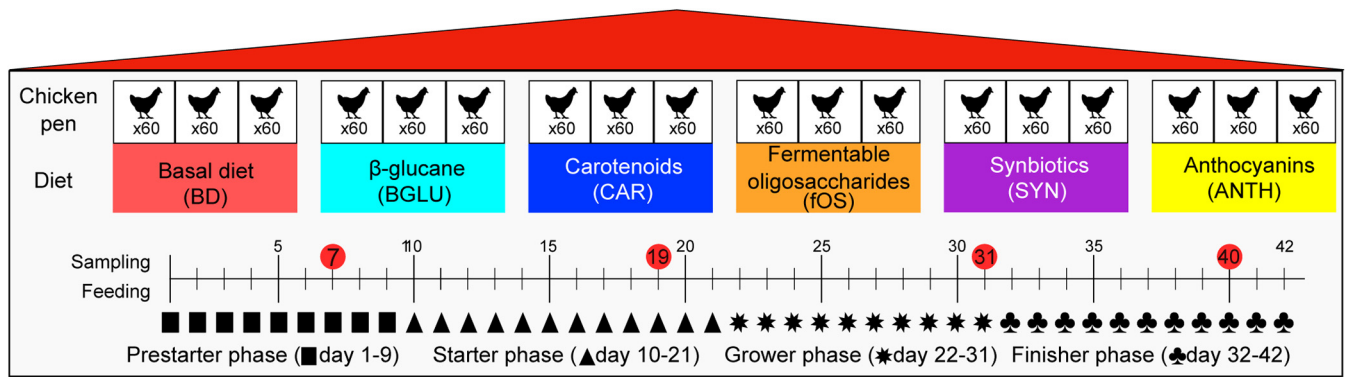 Chicken pen
x60 x60 x60 x60 x60 x60 x60 x60 x60 x60 x60 x60 x60 x60 x60 x60 x60 x60
Diet
Basal diet
(BD)
β-glucane
(BGLU)
Carotenoids
(CAR)
Fermentable
oligosaccharides
(fOS)
Synbiotics
(SYN)
Anthocyanins
(ANTH)
Sampling
5 7 10 15 19 20 25 30 31 35 40 42
Feeding
Prestarter phase (■day 1-9) Starter phase (▲day 10-21) Grower phase (✷day 22-31) Finisher phase (♣day 32-42)